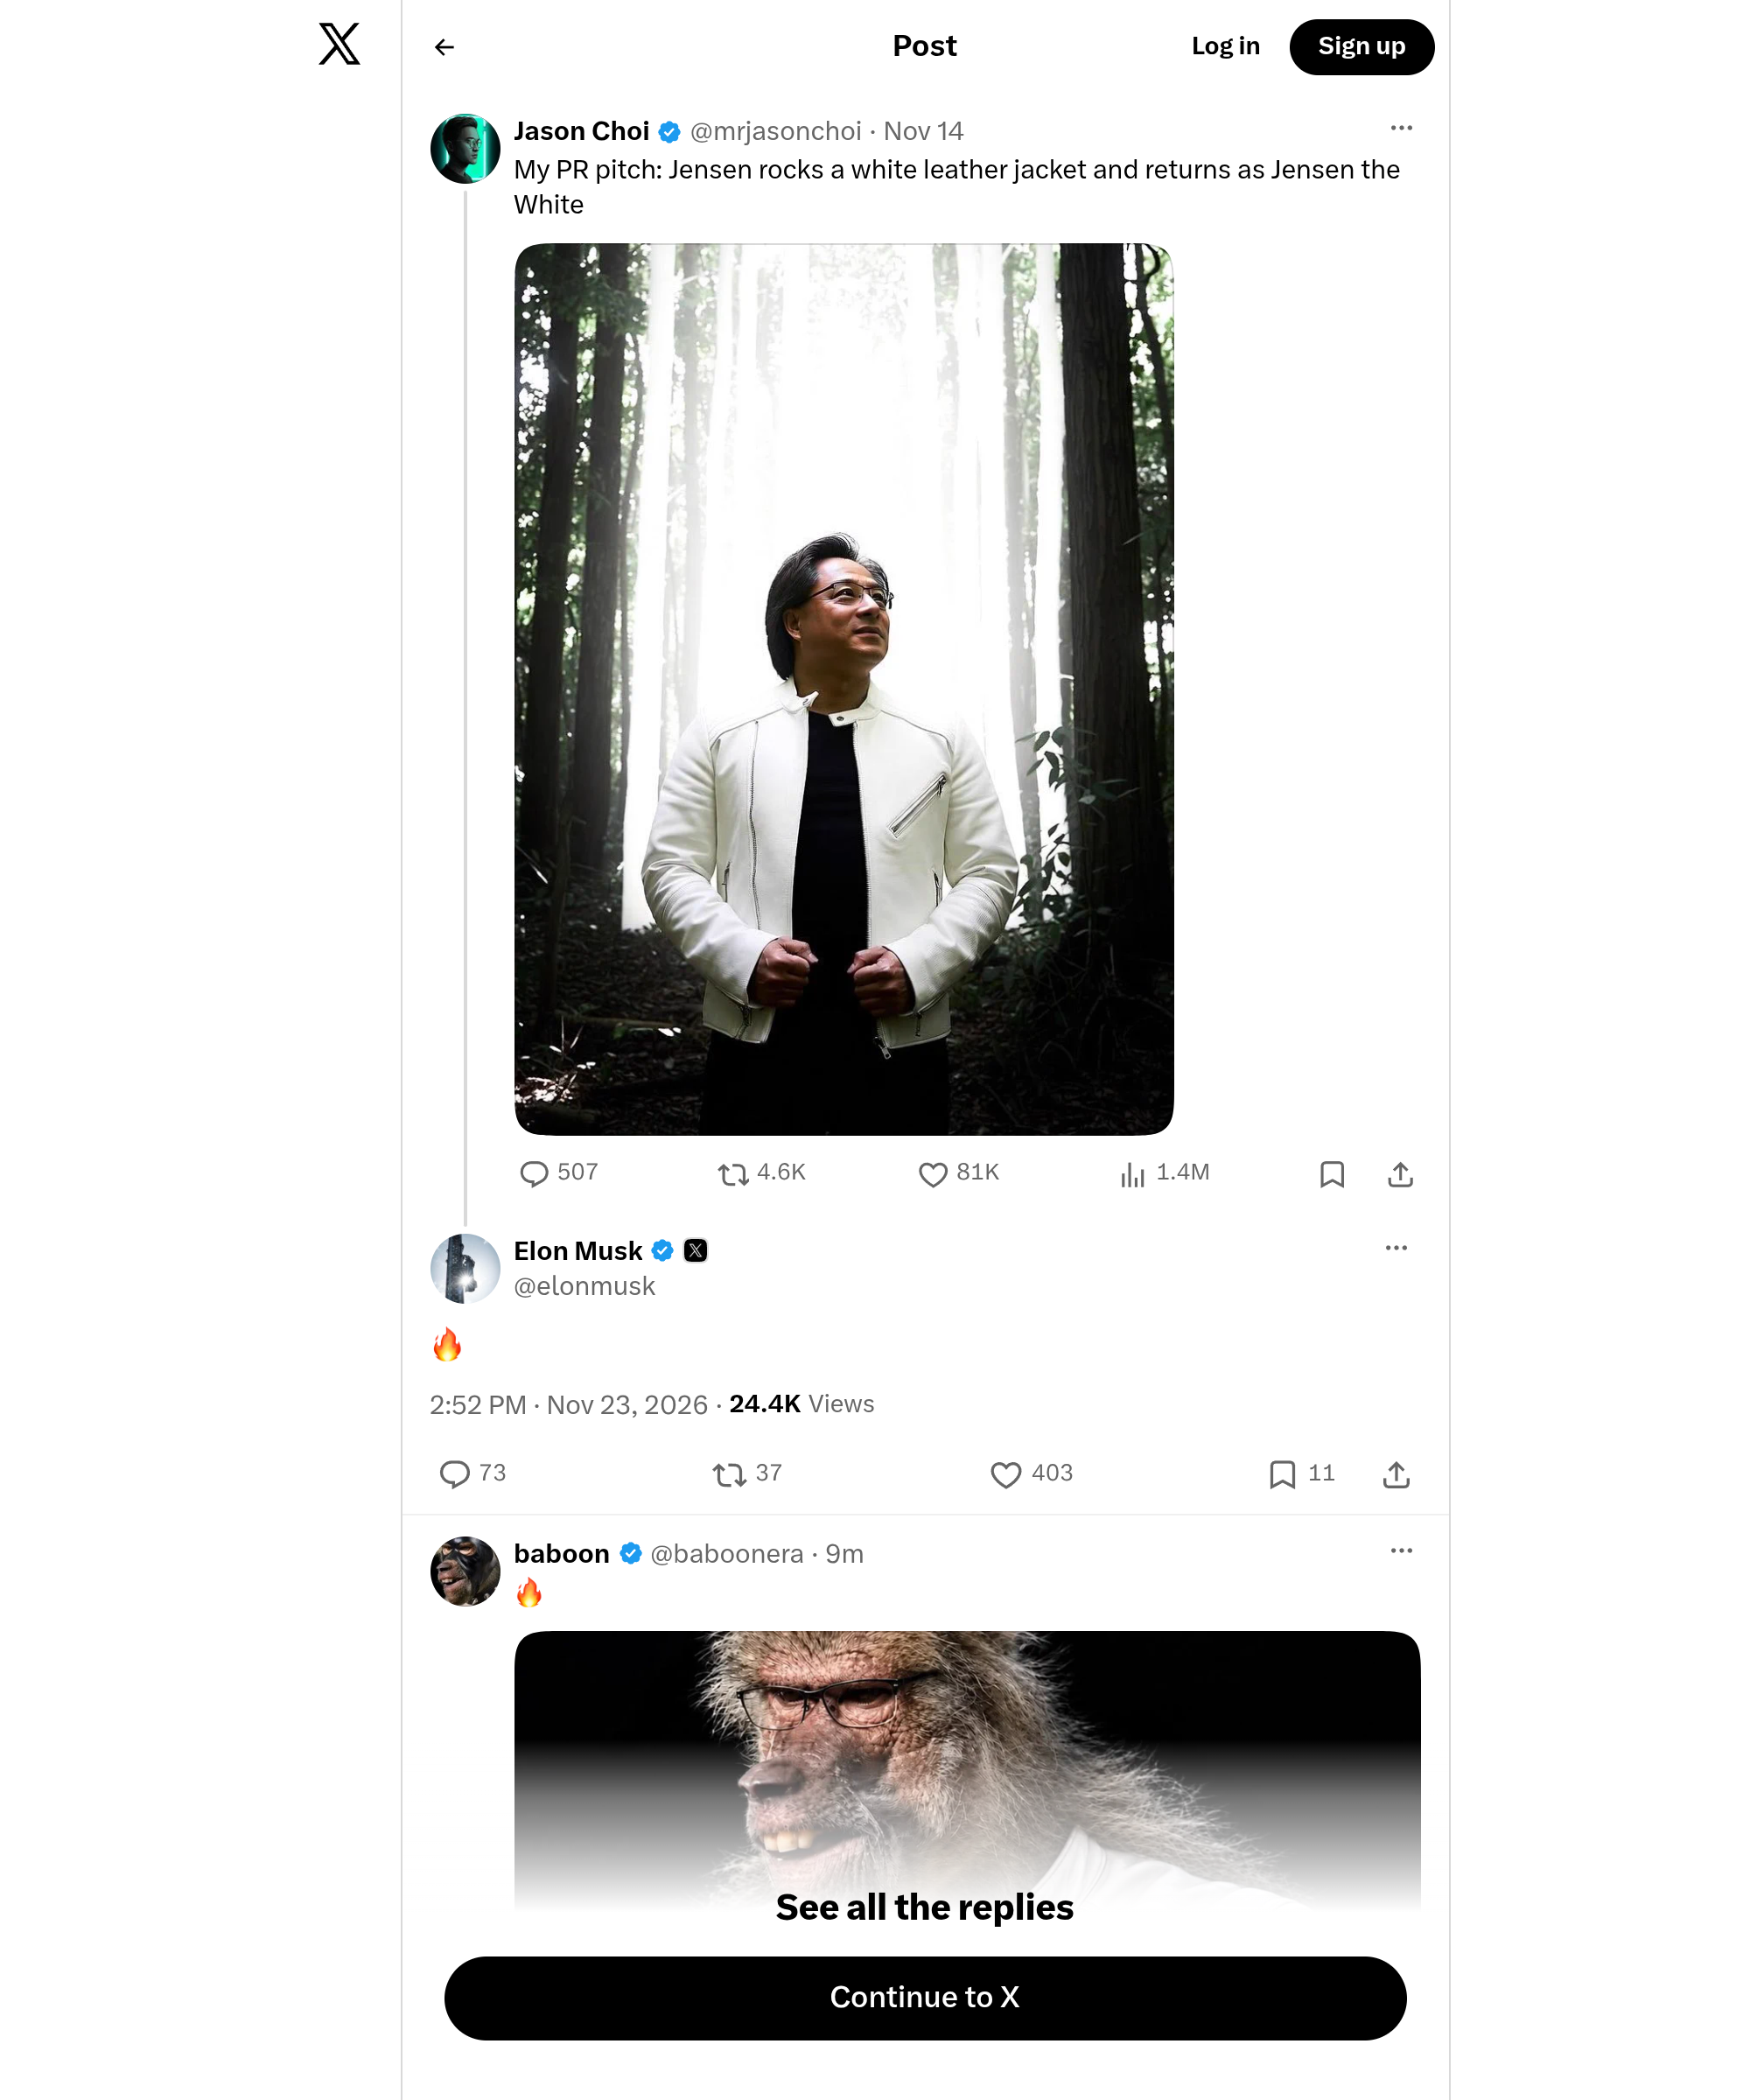 Post
Log in
Sign up
Jason Choi @mrjasonchoi · Nov 14
My PR pitch: Jensen rocks a white leather jacket and returns as Jensen the
White
507 4.6K 81K 1.4M
Elon Musk
@elonmusk
🔥
2:52 PM · Nov 23, 2026 · 24.4K Views
73 37 403 11
baboon @baboonera · 9m
🔥
See all the replies
Continue to X